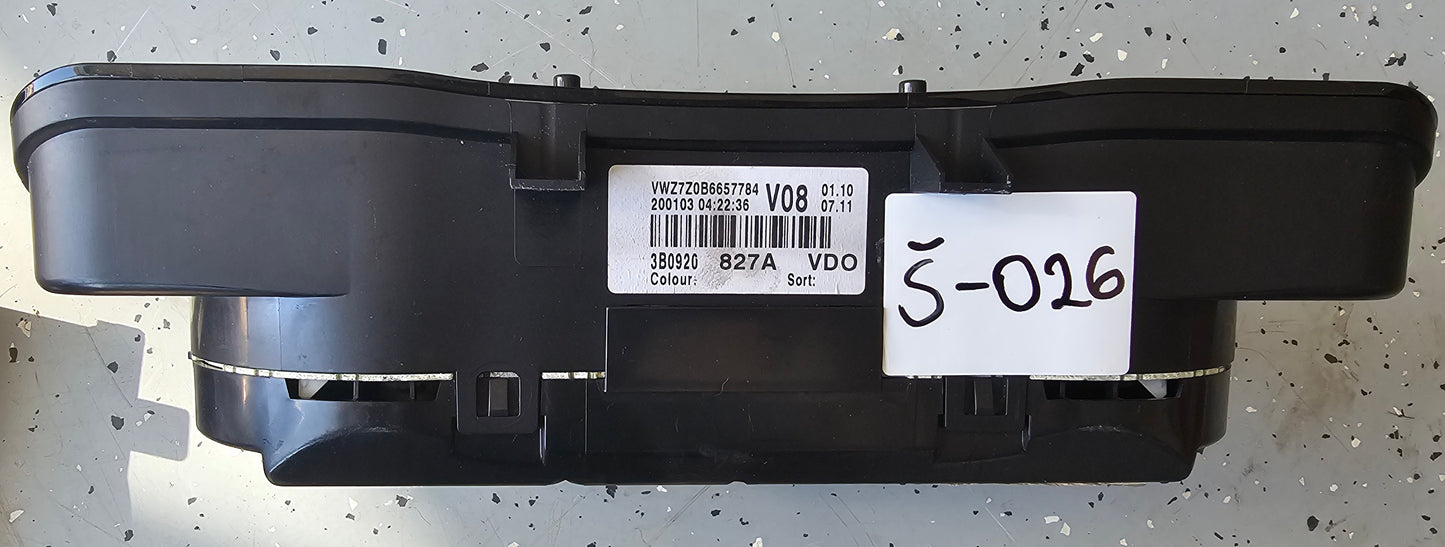 VWZ7Z0B6657784 V08 01.10
200103 04:22:36 07.11
3B0920 827A VDO
Colour: Sort:
Š-026